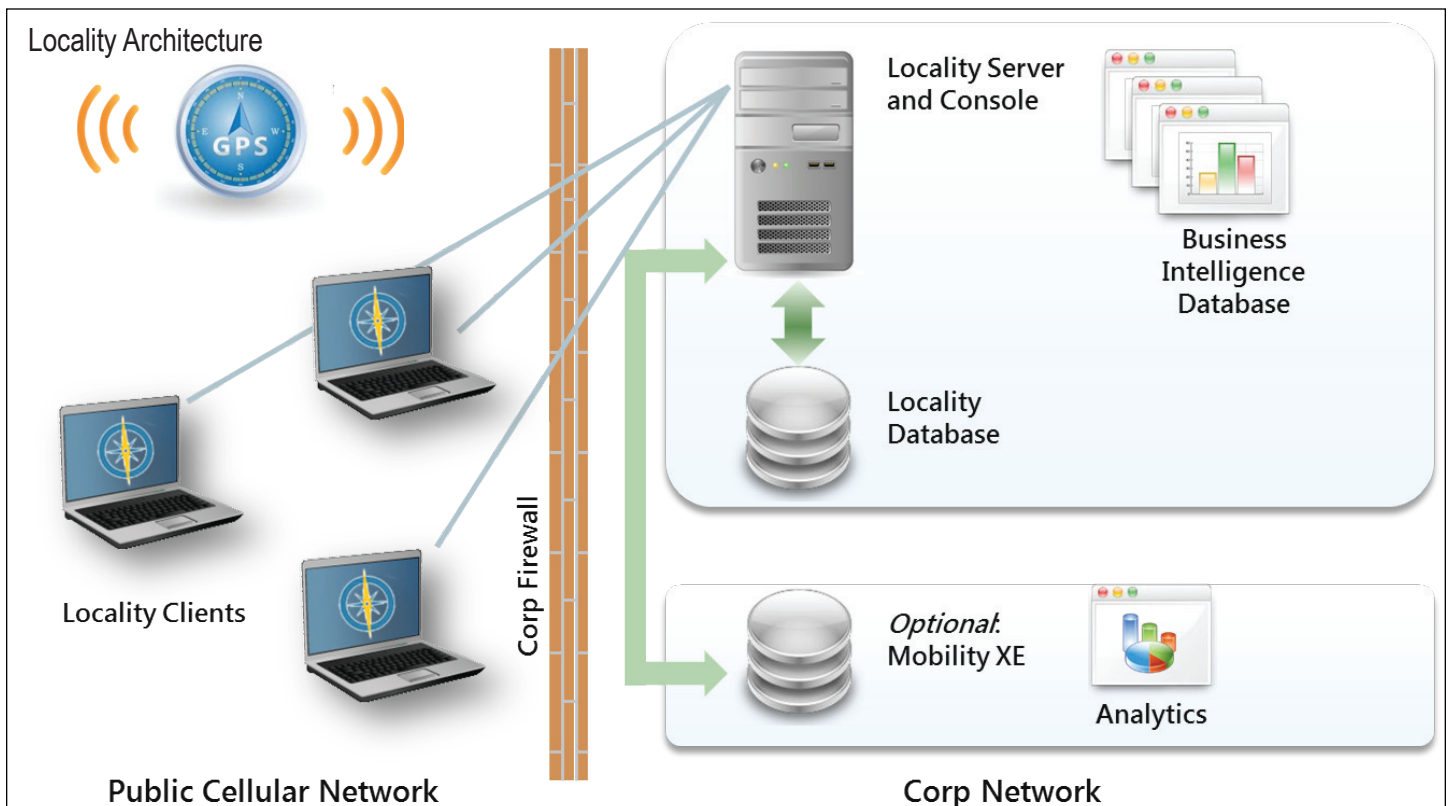 Locality Architecture
N
E
W
S
GPS
S
Locality Clients
Public Cellular Network
Corp Firewall
Locality Server
and Console
Business
Intelligence
Database
Locality
Database
Optional:
Mobility XE
Analytics
Corp Network